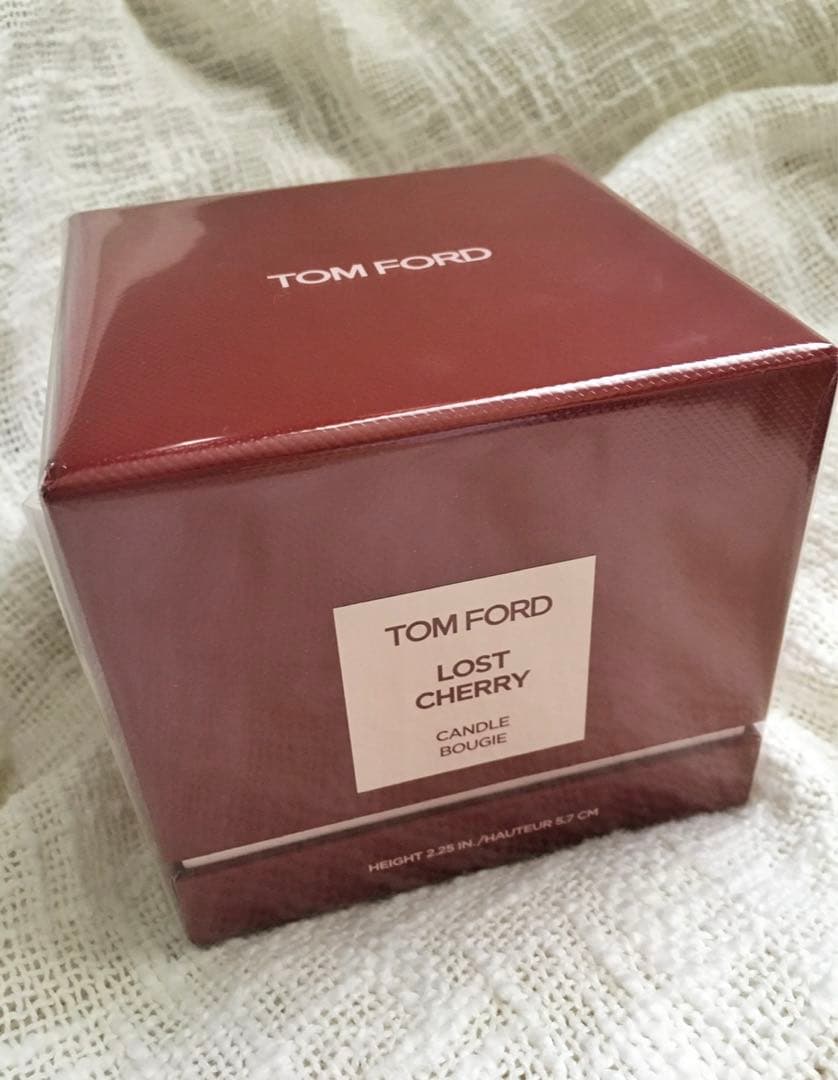 TOM FORD
TOM FORD
LOST
CHERRY
CANDLE
BOUGIE
HEIGHT 2.25 IN./HAUTEUR 5.7 CM